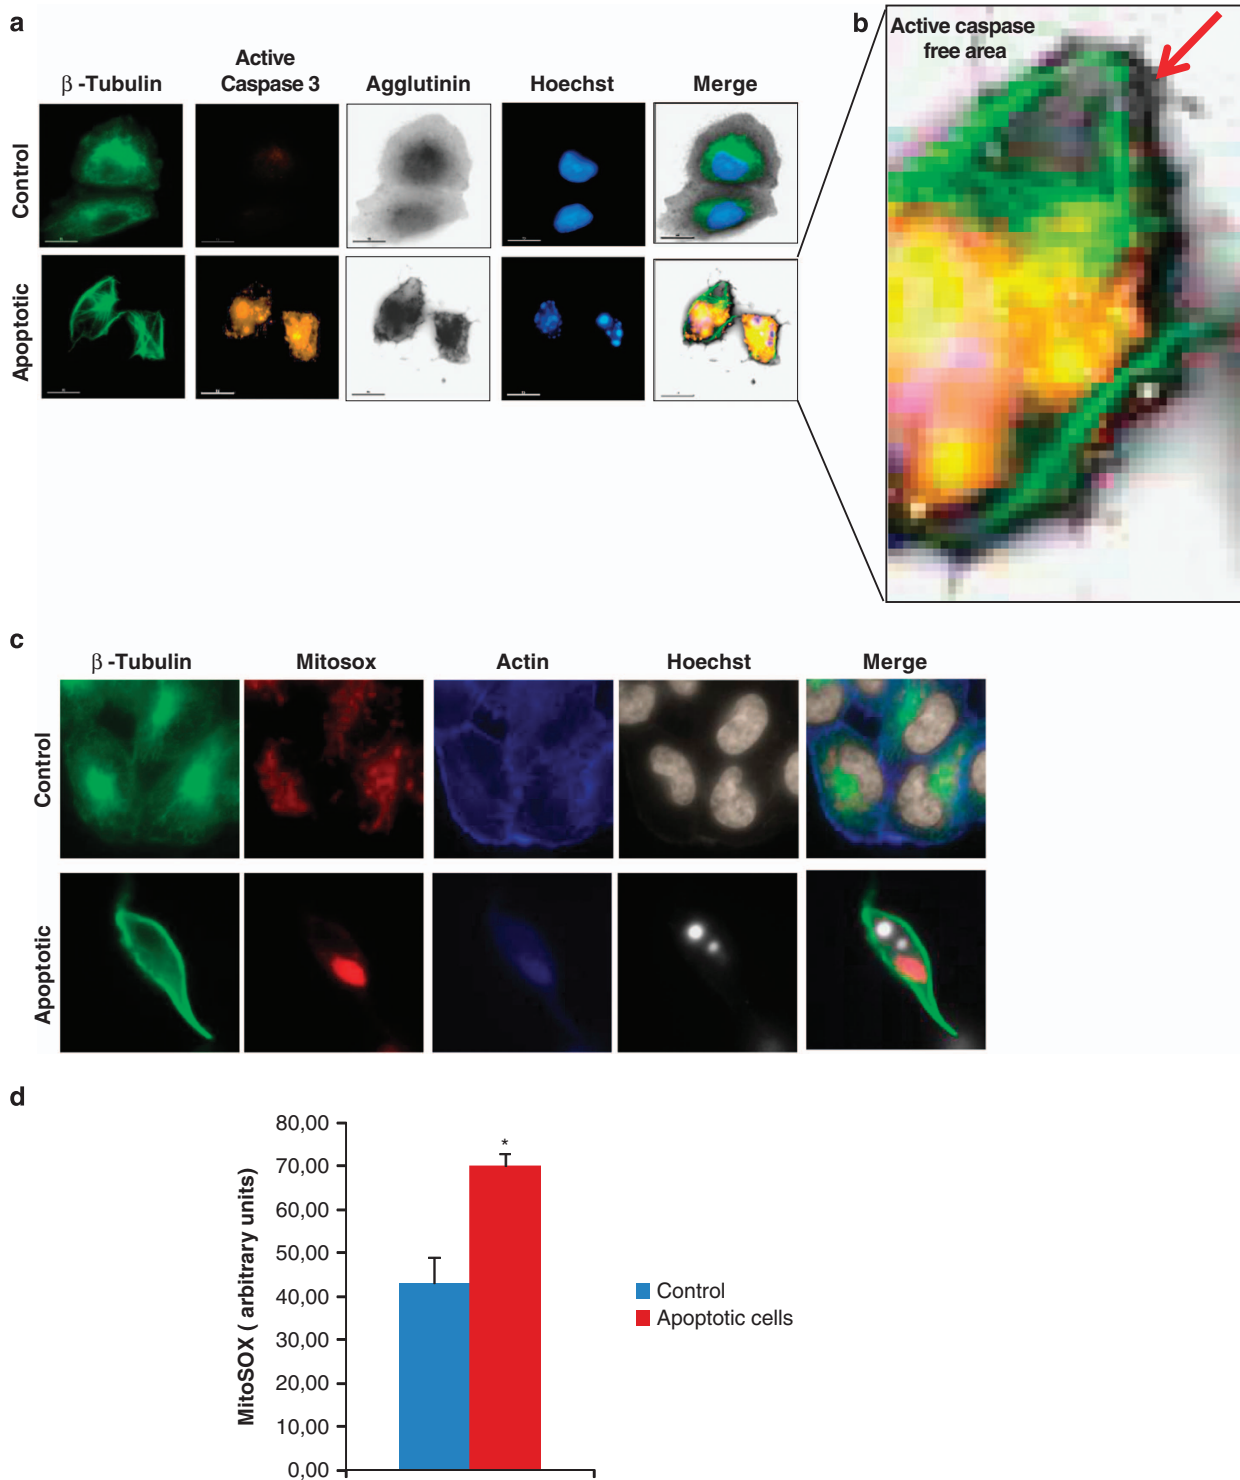 a
β -Tubulin
Active
Caspase 3
Agglutinin
Hoechst
Merge
Control
Apoptotic
b
Active caspase
free area
c
β -Tubulin
Mitosox
Actin
Hoechst
Merge
Control
Apoptotic
d
MitoSOX ( arbitrary units)
80,00
70,00
60,00
50,00
40,00
30,00
20,00
10,00
0,00
*
Control
Apoptotic cells